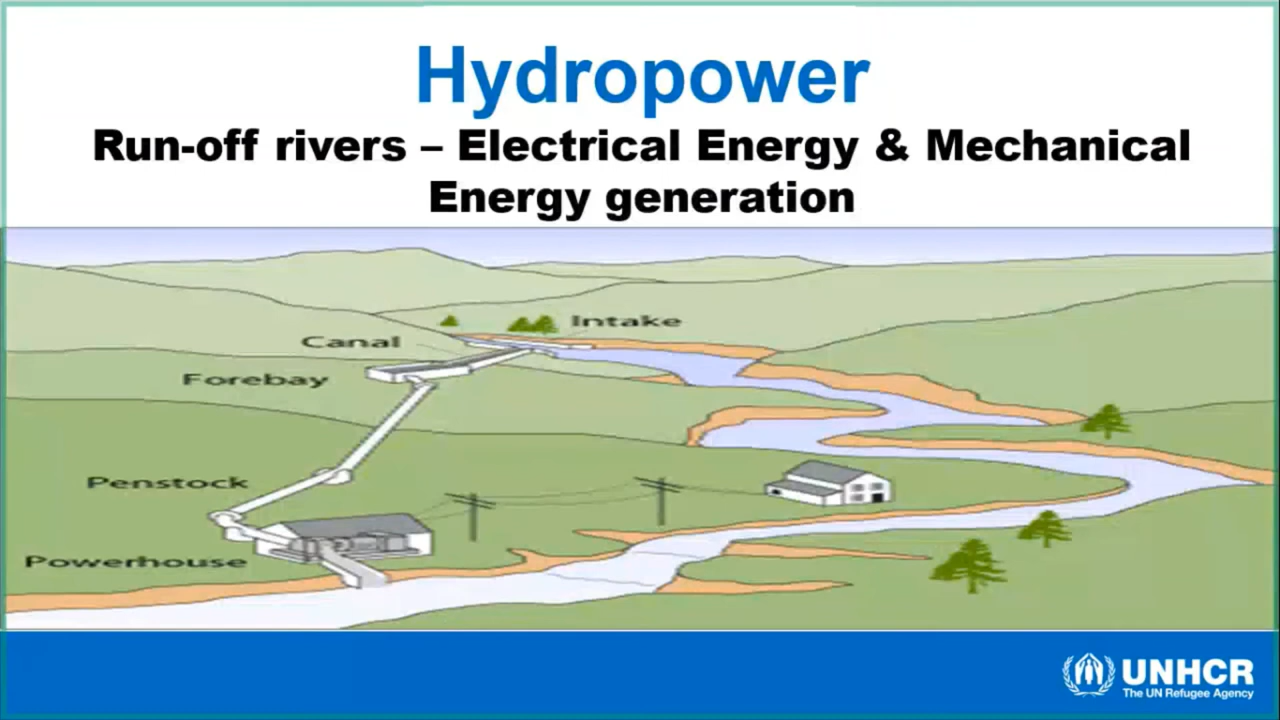 Hydropower
Run-off rivers – Electrical Energy & Mechanical
Energy generation
Intake
Canal
Forebay
Penstock
Powerhouse
UNHCR
The UN Refugee Agency